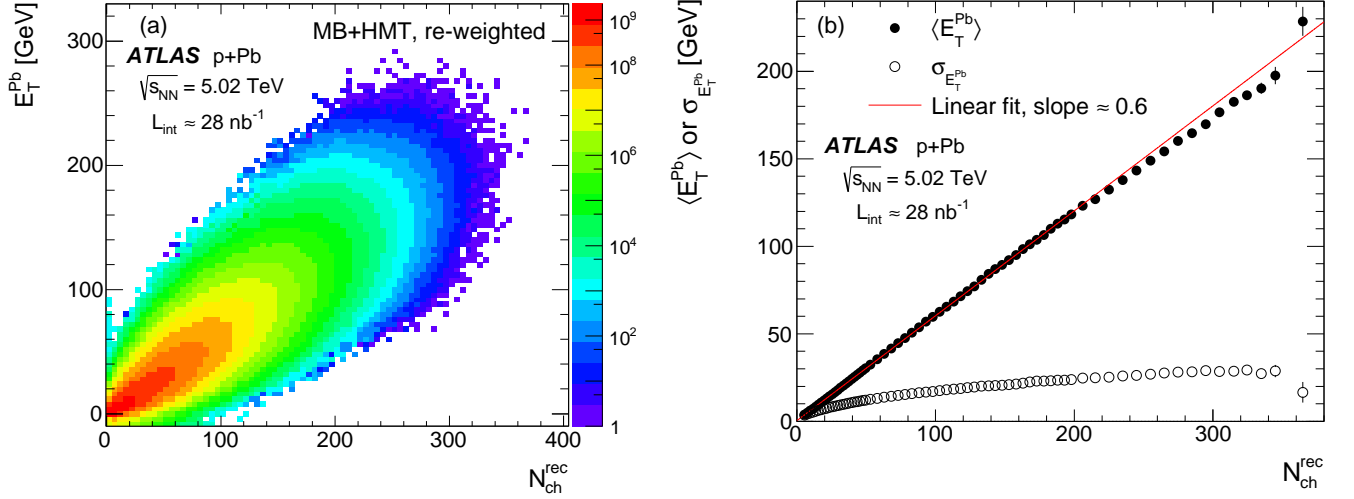 (a)
MB+HMT, re-weighted
ATLAS p+Pb
√s_NN = 5.02 TeV
L_int ≈ 28 nb⁻¹
E_T^Pb [GeV]
300
200
100
0
0 100 200 300 400
N_ch^rec
10⁹
10⁸
10⁶
10⁴
10²
1
(b)
⟨E_T^Pb⟩
σ_E_T^Pb
Linear fit, slope ≈ 0.6
ATLAS p+Pb
√s_NN = 5.02 TeV
L_int ≈ 28 nb⁻¹
⟨E_T^Pb⟩ or σ_E_T^Pb [GeV]
200
150
100
50
0
0 100 200 300
N_ch^rec